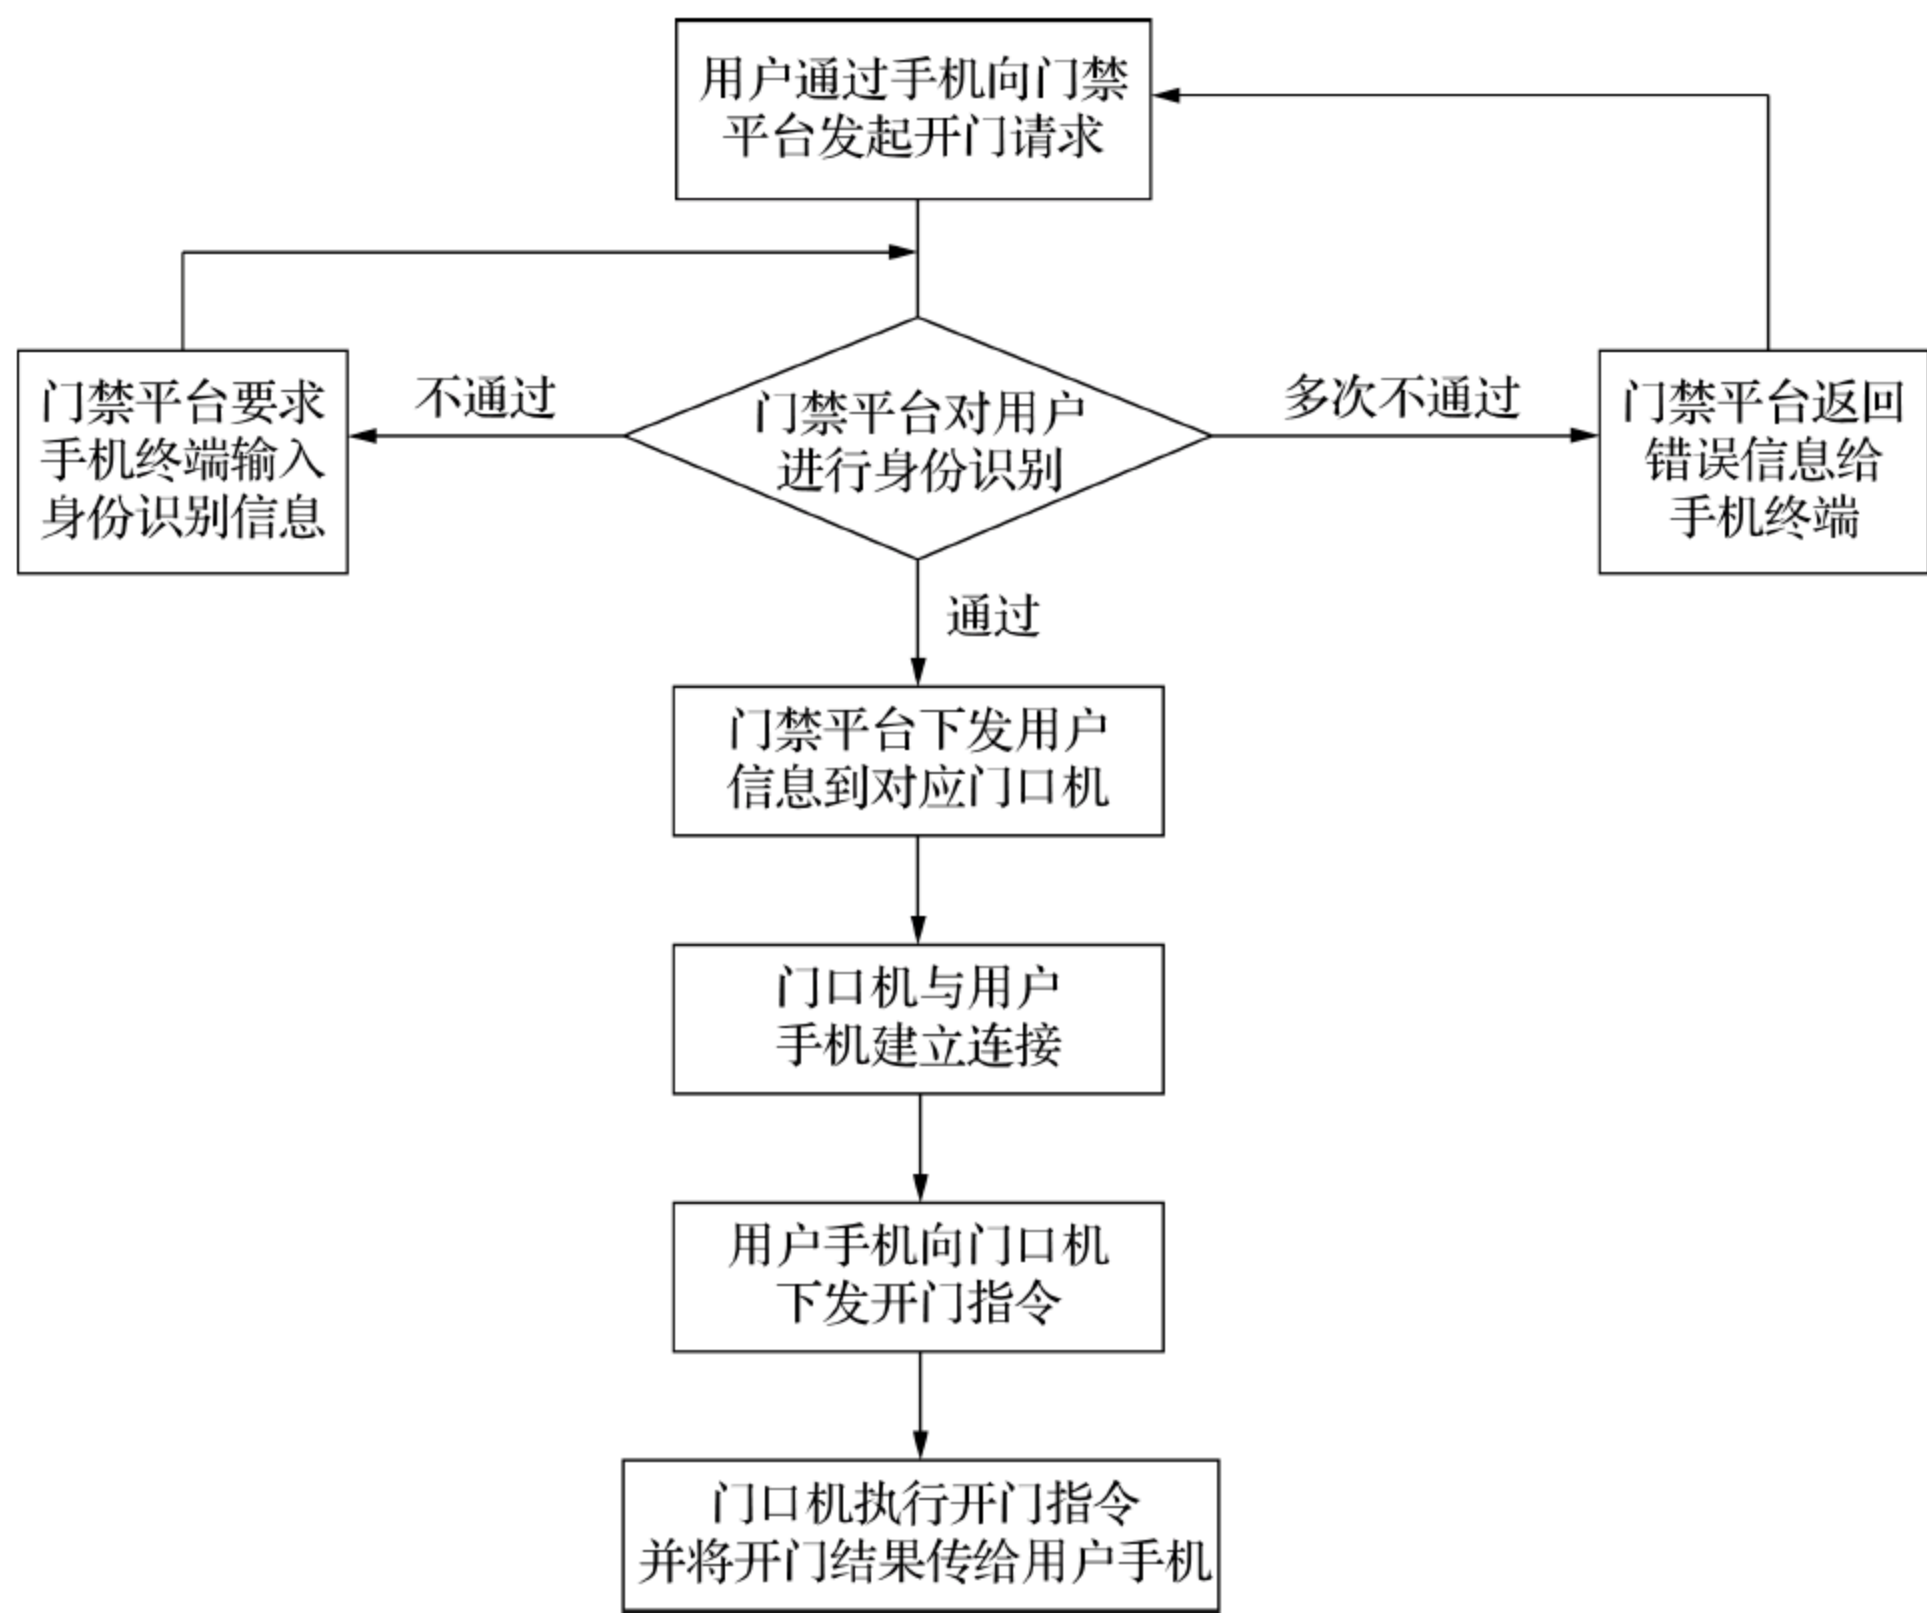 用户通过手机向门禁
平台发起开门请求
门禁平台要求
手机终端输入
身份识别信息
不通过
门禁平台对用户
进行身份识别
多次不通过
门禁平台返回
错误信息给
手机终端
通过
门禁平台下发用户
信息到对应门口机
门口机与用户
手机建立连接
用户手机向门口机
下发开门指令
门口机执行开门指令
并将开门结果传给用户手机